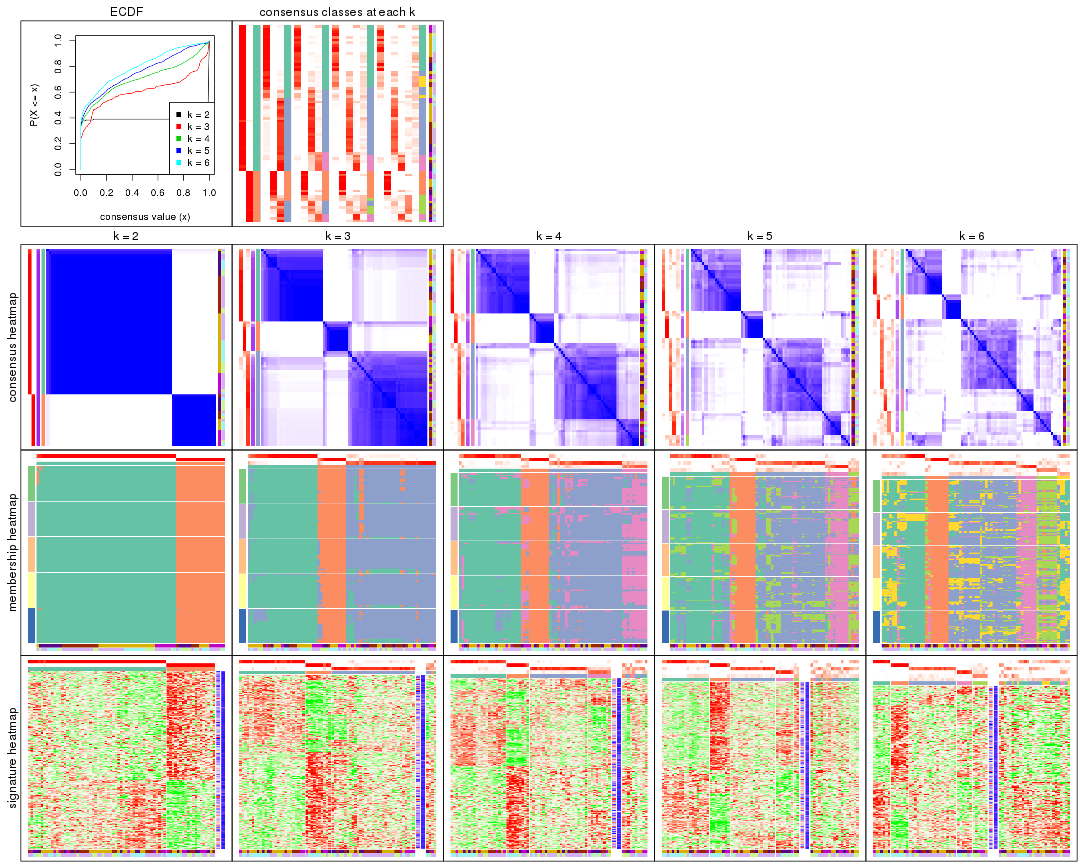 ECDF
consensus classes at each k
P(X <= x)
1.0
0.8
0.6
0.4
0.2
0.0
k = 2
k = 3
k = 4
k = 5
k = 6
0.0 0.2 0.4 0.6 0.8 1.0
consensus value (x)
k = 2 k = 3 k = 4 k = 5 k = 6
consensus heatmap
membership heatmap
signature heatmap